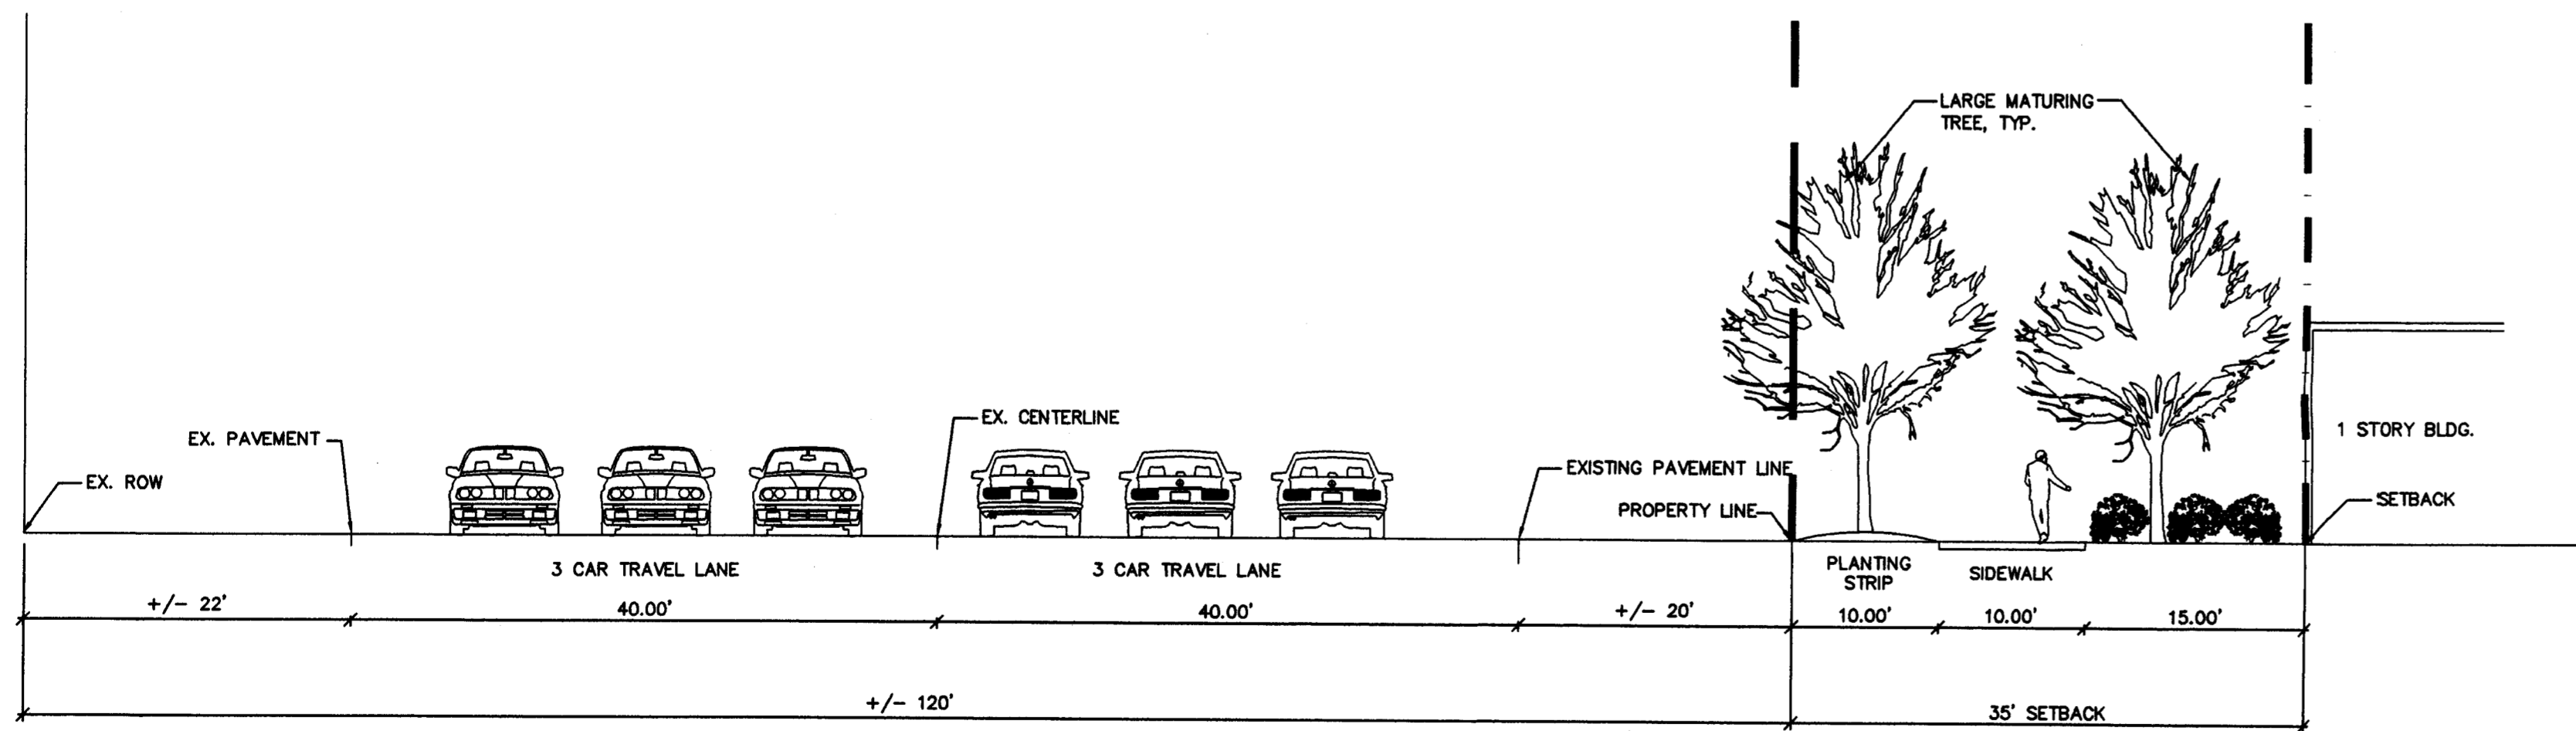 LARGE MATURING
TREE, TYP.
EX. CENTERLINE
EX. PAVEMENT
1 STORY BLDG.
EXISTING PAVEMENT LINE
EX. ROW
SETBACK
PROPERTY LINE
3 CAR TRAVEL LANE
3 CAR TRAVEL LANE
PLANTING
STRIP
SIDEWALK
+/- 22'
40.00'
40.00'
+/- 20'
10.00'
10.00'
15.00'
+/- 120'
35' SETBACK